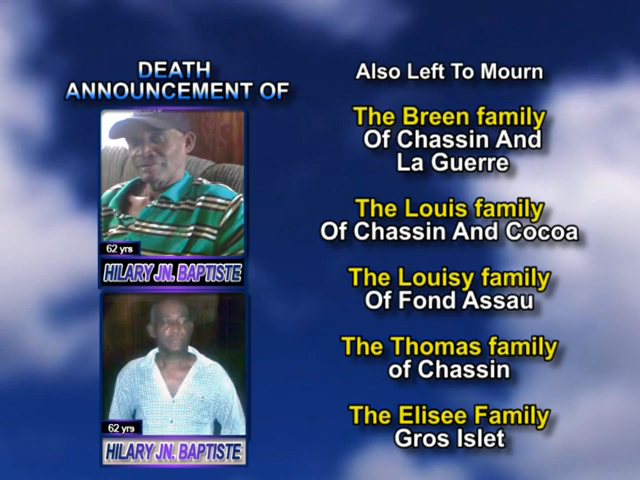 DEATH
ANNOUNCEMENT OF
62 yrs
HILARY JN. BAPTISTE
62 yrs
HILARY JN. BAPTISTE
Also Left To Mourn
The Breen family
Of Chassin And
La Guerre
The Louis family
Of Chassin And Cocoa
The Louisy family
Of Fond Assau
The Thomas family
of Chassin
The Elisee Family
Gros Islet